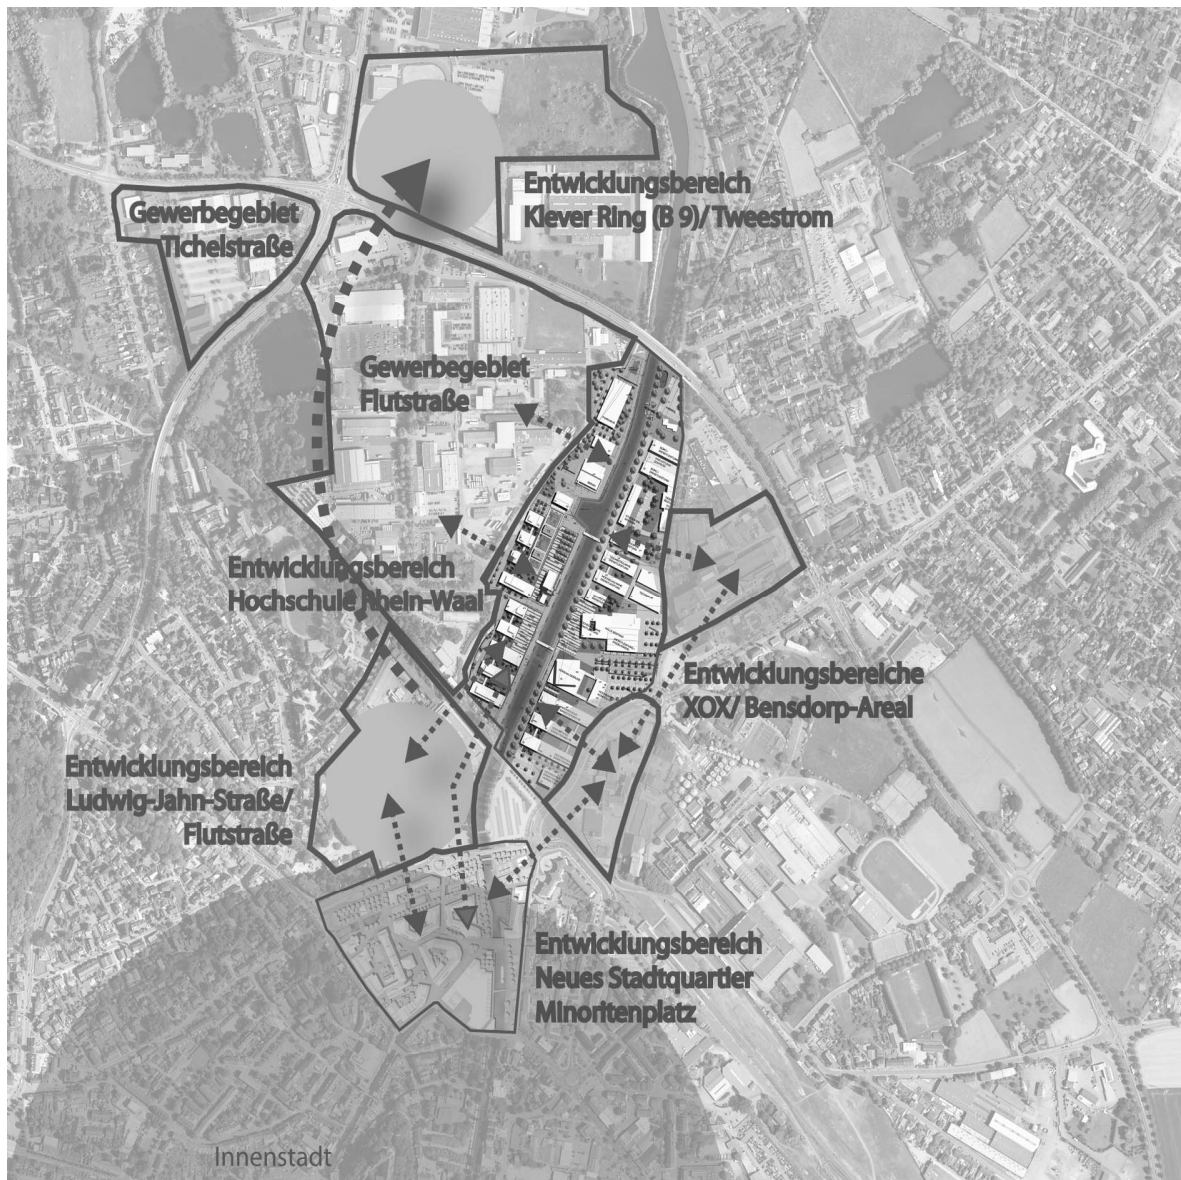 Entwicklungsbereich
Klever Ring (B 9)/ Tweestrom
Gewerbegebiet
Tichelstraße
Gewerbegebiet
Flutstraße
Entwicklungsbereich
Hochschule Rhein-Waal
Entwicklungsbereiche
XOX/ Bensdorp-Areal
Entwicklungsbereich
Ludwig-Jahn-Straße/
Flutstraße
Entwicklungsbereich
Neues Stadtquartier
Minoritenplatz
Innenstadt